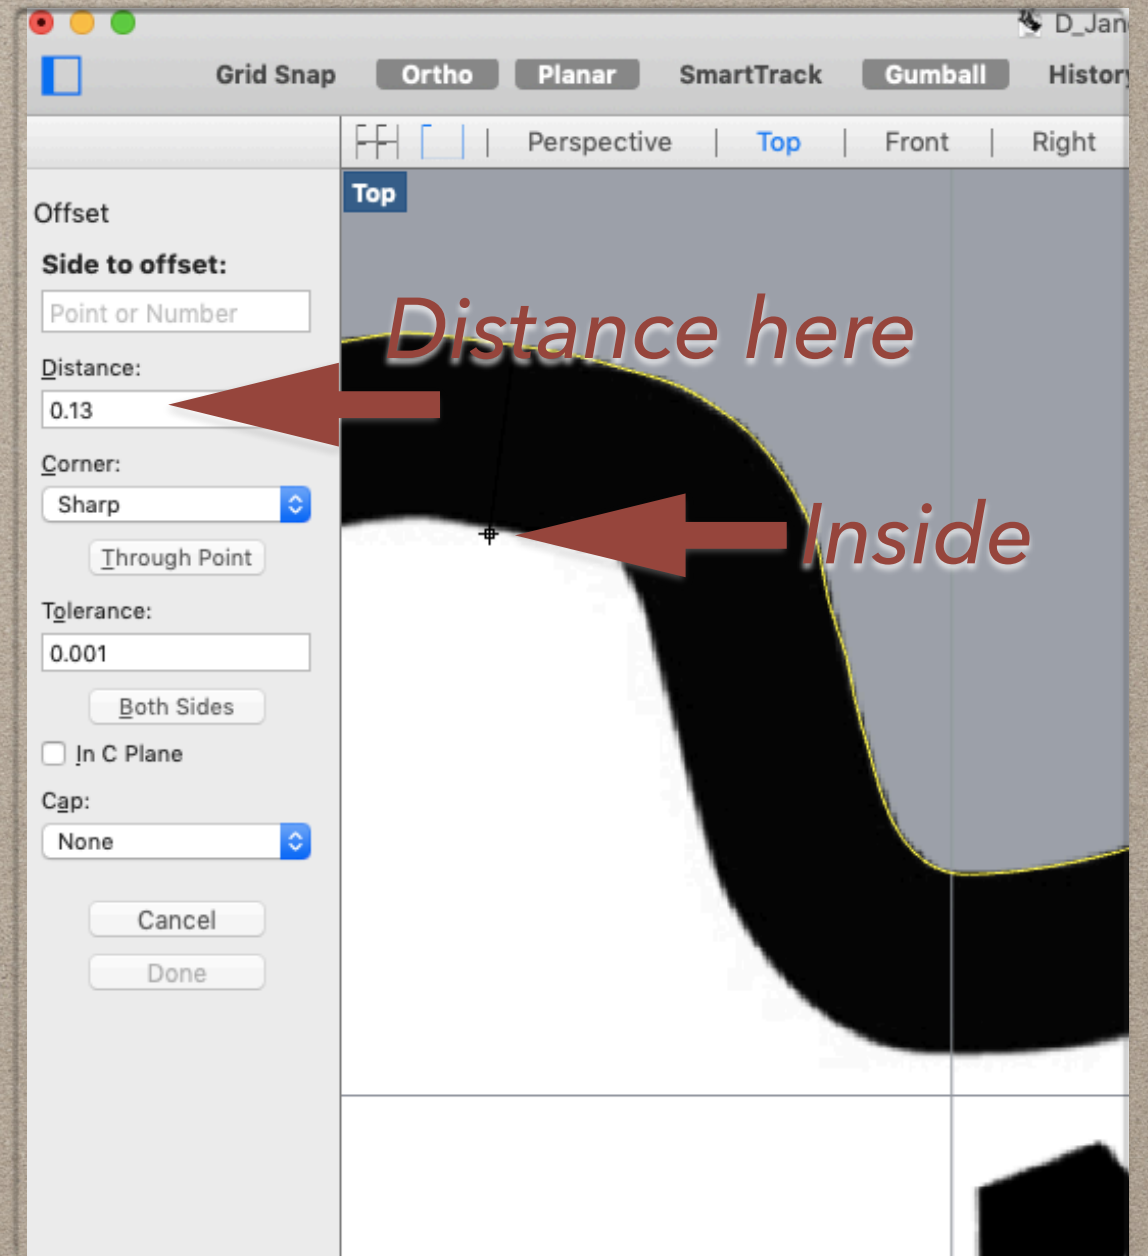 D_Jan
Grid Snap Ortho Planar SmartTrack Gumball History
Perspective | Top | Front | Right
Top
Offset
Side to offset:
Point or Number
Distance here
Distance:
0.13
Corner:
Sharp
Inside
Through Point
Tolerance:
0.001
Both Sides
In C Plane
Cap:
None
Cancel
Done